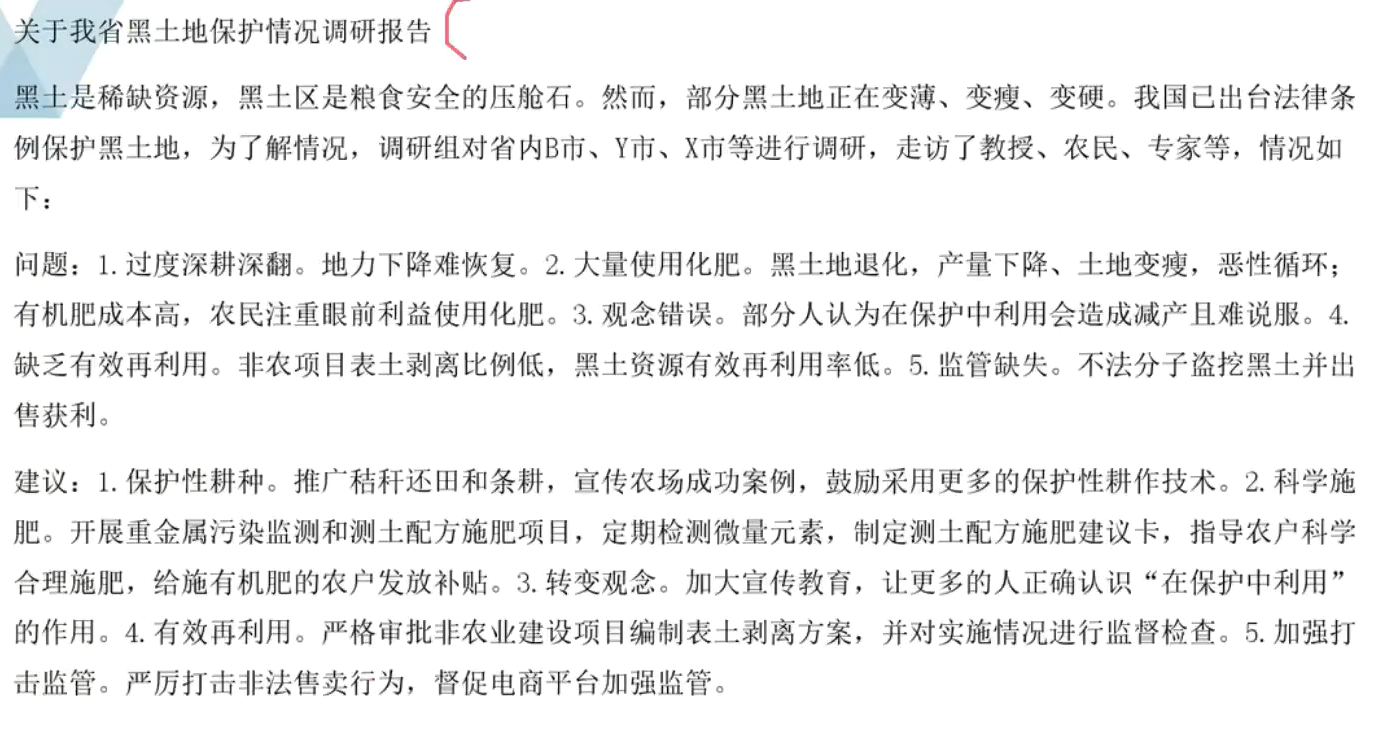 关于我省黑土地保护情况调研报告
黑土是稀缺资源，黑土区是粮食安全的压舱石。然而，部分黑土地正在变薄、变瘦、变硬。我国已出台法律条
例保护黑土地，为了解情况，调研组对省内B市、Y市、X市等进行调研，走访了教授、农民、专家等，情况如
下：
问题：1.过度深耕深翻。地力下降难恢复。2.大量使用化肥。黑土地退化，产量下降、土地变瘦，恶性循环；
有机肥成本高，农民注重眼前利益使用化肥。3.观念错误。部分人认为在保护中利用会造成减产且难说服。4.
缺乏有效再利用。非农项目表土剥离比例低，黑土资源有效再利用率低。5.监管缺失。不法分子盗挖黑土并出
售获利。
建议：1.保护性耕种。推广秸秆还田和条耕，宣传农场成功案例，鼓励采用更多的保护性耕作技术。2.科学施
肥。开展重金属污染监测和测土配方施肥项目，定期检测微量元素，制定测土配方施肥建议卡，指导农户科学
合理施肥，给施有机肥的农户发放补贴。3.转变观念。加大宣传教育，让更多的人正确认识“在保护中利用”
的作用。4.有效再利用。严格审批非农业建设项目编制表土剥离方案，并对实施情况进行监督检查。5.加强打
击监管。严厉打击非法售卖行为，督促电商平台加强监管。